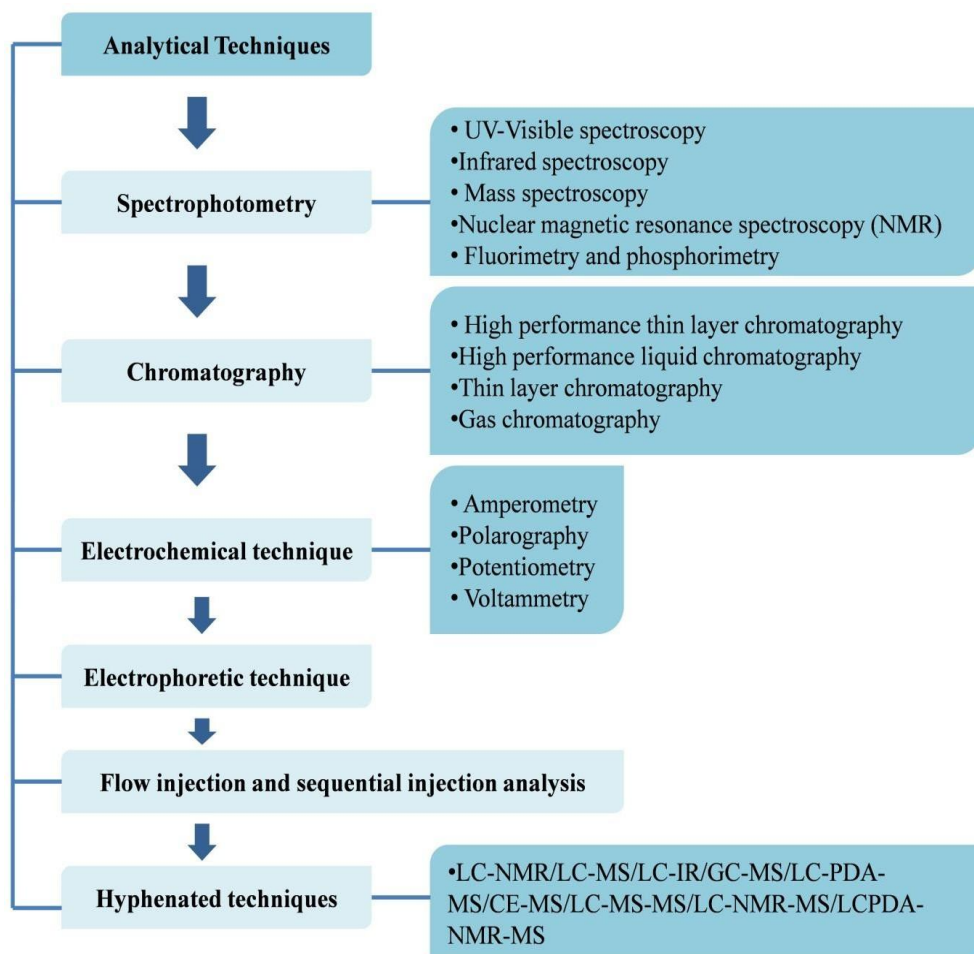 Analytical Techniques
Spectrophotometry
• UV-Visible spectroscopy
•Infrared spectroscopy
• Mass spectroscopy
•Nuclear magnetic resonance spectroscopy (NMR)
• Fluorimetry and phosphorimetry
Chromatography
• High performance thin layer chromatography
•High performance liquid chromatography
•Thin layer chromatography
•Gas chromatography
Electrochemical technique
• Amperometry
•Polarography
•Potentiometry
• Voltammetry
Electrophoretic technique
Flow injection and sequential injection analysis
Hyphenated techniques
•LC-NMR/LC-MS/LC-IR/GC-MS/LC-PDA-
MS/CE-MS/LC-MS-MS/LC-NMR-MS/LCPDA-
NMR-MS